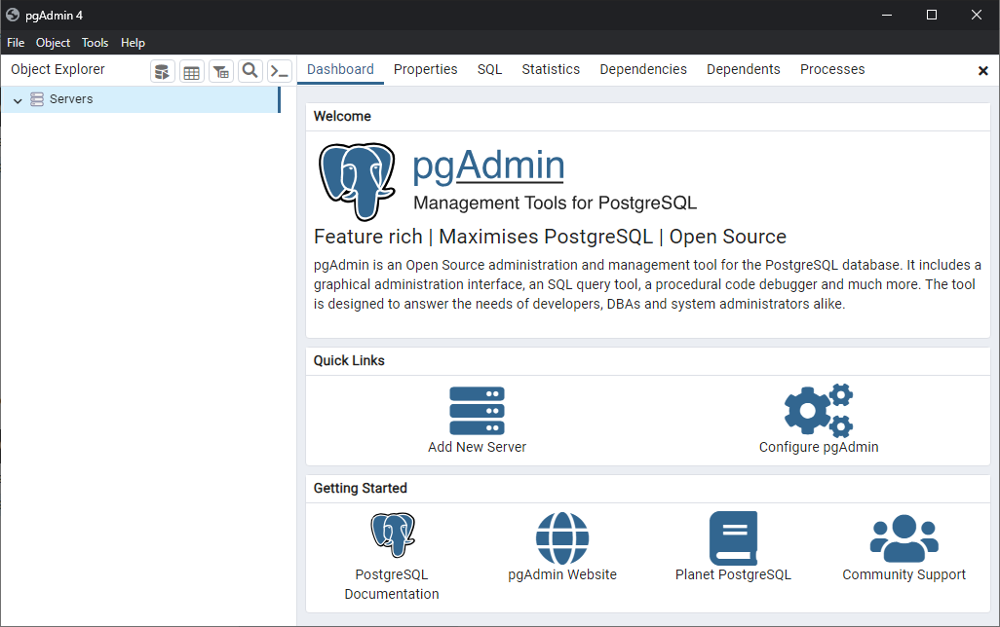 pgAdmin 4
File Object Tools Help
Object Explorer
Dashboard Properties SQL Statistics Dependencies Dependents Processes
Servers
Welcome
pgAdmin
Management Tools for PostgreSQL
Feature rich | Maximises PostgreSQL | Open Source
pgAdmin is an Open Source administration and management tool for the PostgreSQL database. It includes a
graphical administration interface, an SQL query tool, a procedural code debugger and much more. The tool
is designed to answer the needs of developers, DBAs and system administrators alike.
Quick Links
Add New Server
Configure pgAdmin
Getting Started
PostgreSQL
Documentation
pgAdmin Website
Planet PostgreSQL
Community Support